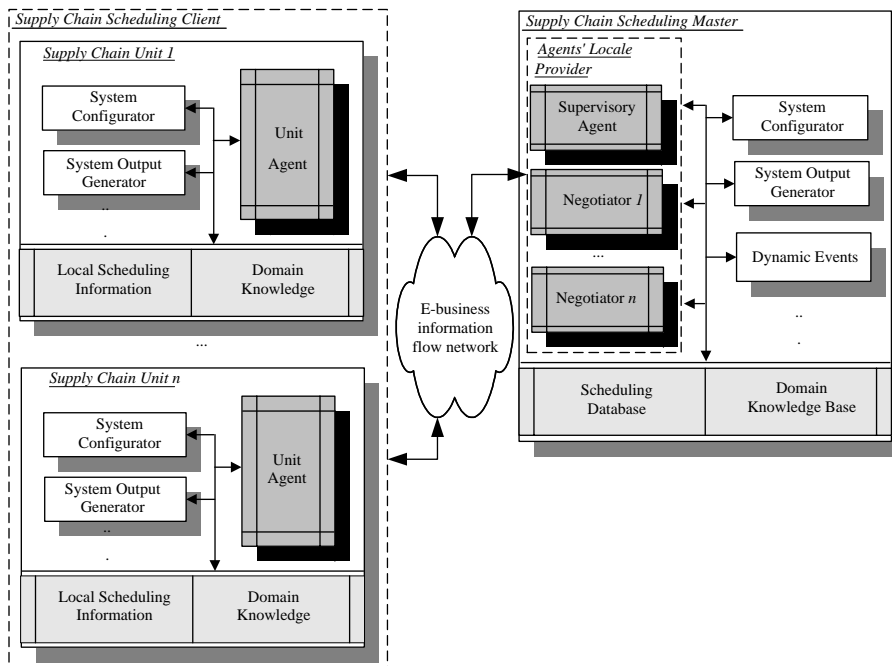 Supply Chain Scheduling Client
Supply Chain Unit 1
System
Configurator
System Output
Generator
..
.
Unit
Agent
Local Scheduling
Information
Domain
Knowledge
...
Supply Chain Unit n
System
Configurator
System Output
Generator
..
.
Unit
Agent
Local Scheduling
Information
Domain
Knowledge
E-business
information
flow network
Supply Chain Scheduling Master
Agents' Locale
Provider
Supervisory
Agent
Negotiator 1
...
Negotiator n
System
Configurator
System Output
Generator
Dynamic Events
..
.
Scheduling
Database
Domain
Knowledge Base